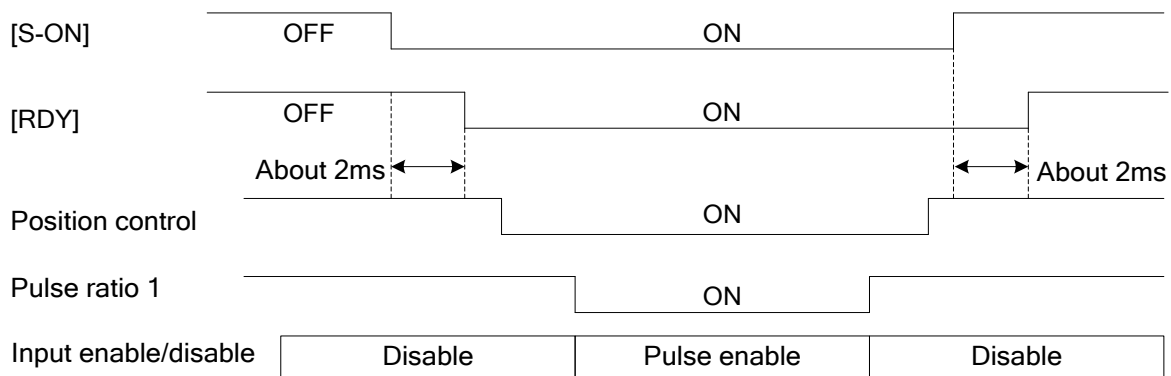 [S-ON] OFF ON
[RDY] OFF ON
About 2ms About 2ms
Position control ON
Pulse ratio 1 ON
Input enable/disable Disable Pulse enable Disable